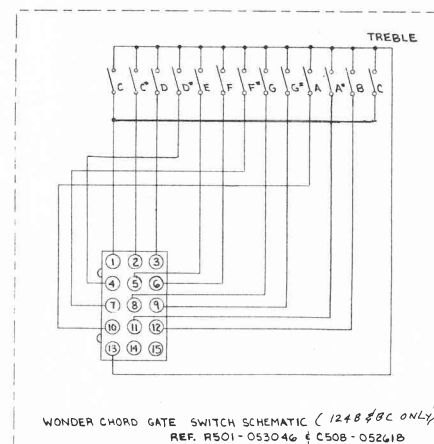 TREBLE
C C# D D# E F F# G G# A A# B C
1 2 3
4 5 6
7 8 9
10 11 12
13 14 15
WONDER CHORD GATE SWITCH SCHEMATIC (124B & BC ONLY)
REF. R501-053046 & C508-052618